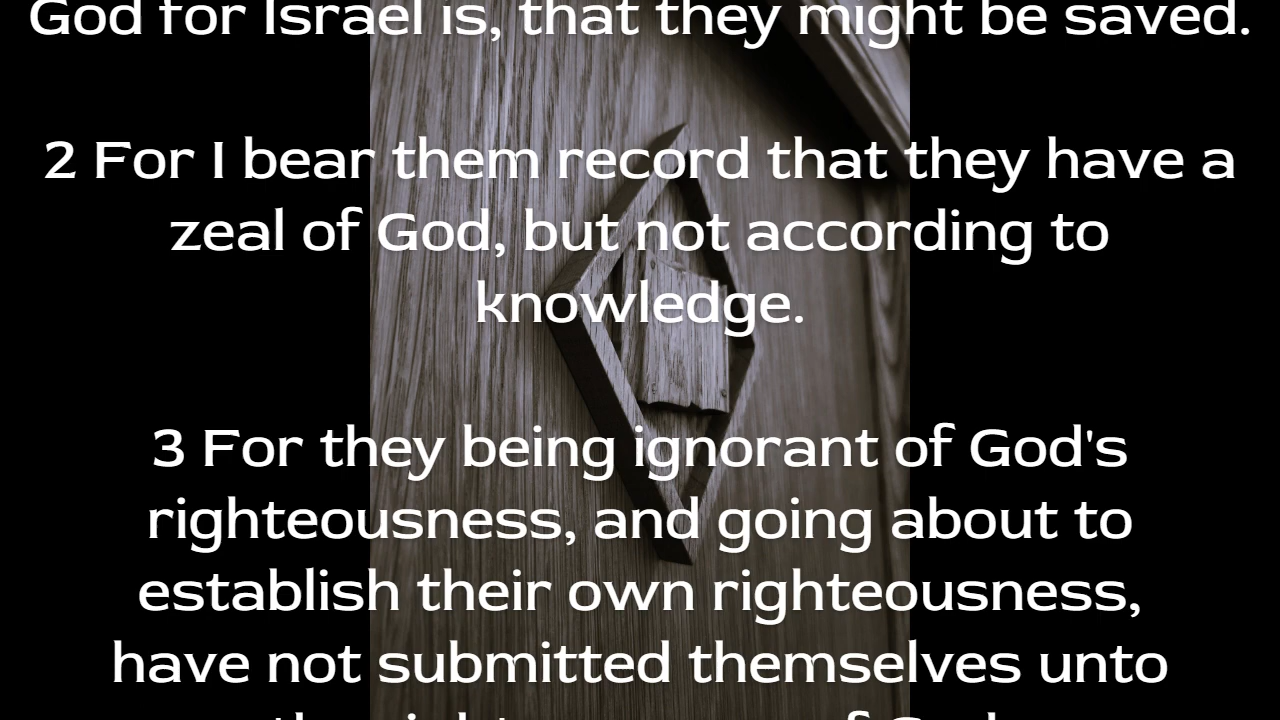 God for Israel is, that they might be saved.
2 For I bear them record that they have a
zeal of God, but not according to
knowledge.
3 For they being ignorant of God's
righteousness, and going about to
establish their own righteousness,
have not submitted themselves unto